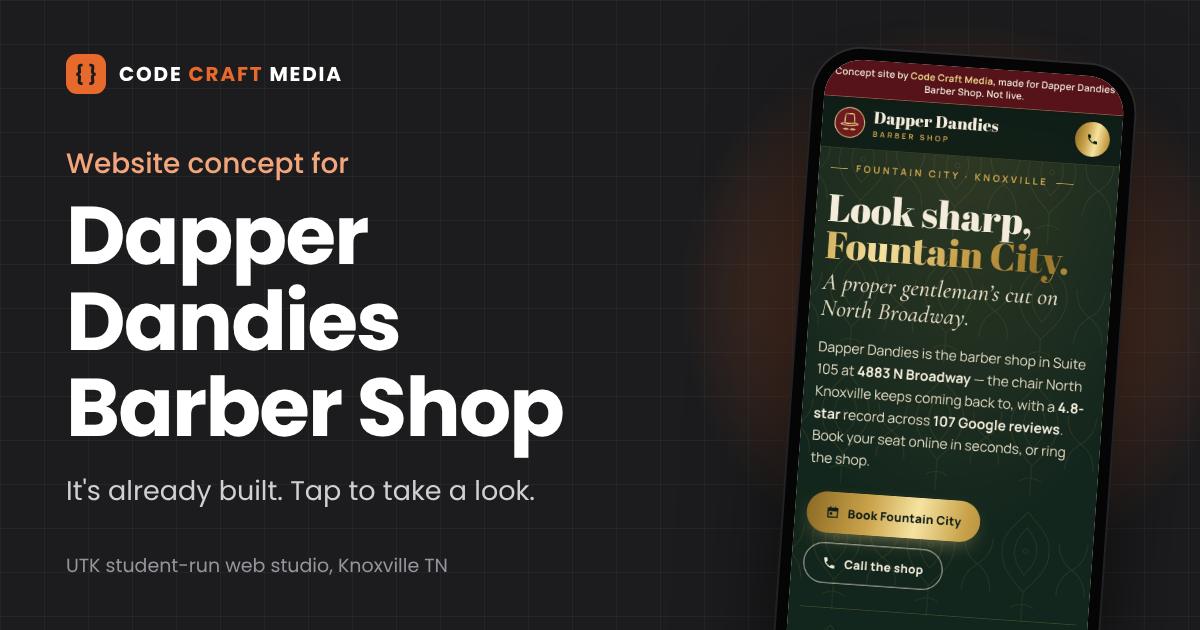 { } CODE CRAFT MEDIA
Website concept for
Dapper
Dandies
Barber Shop
It's already built. Tap to take a look.
UTK student-run web studio, Knoxville TN
Concept site by Code Craft Media, made for Dapper Dandies
Barber Shop. Not live.
Dapper Dandies
BARBER SHOP
FOUNTAIN CITY · KNOXVILLE
Look sharp,
Fountain City.
A proper gentleman’s cut on
North Broadway.
Dapper Dandies is the barber shop in Suite
105 at 4883 N Broadway — the chair North
Knoxville keeps coming back to, with a 4.8-
star record across 107 Google reviews.
Book your seat online in seconds, or ring
the shop.
Book Fountain City
Call the shop